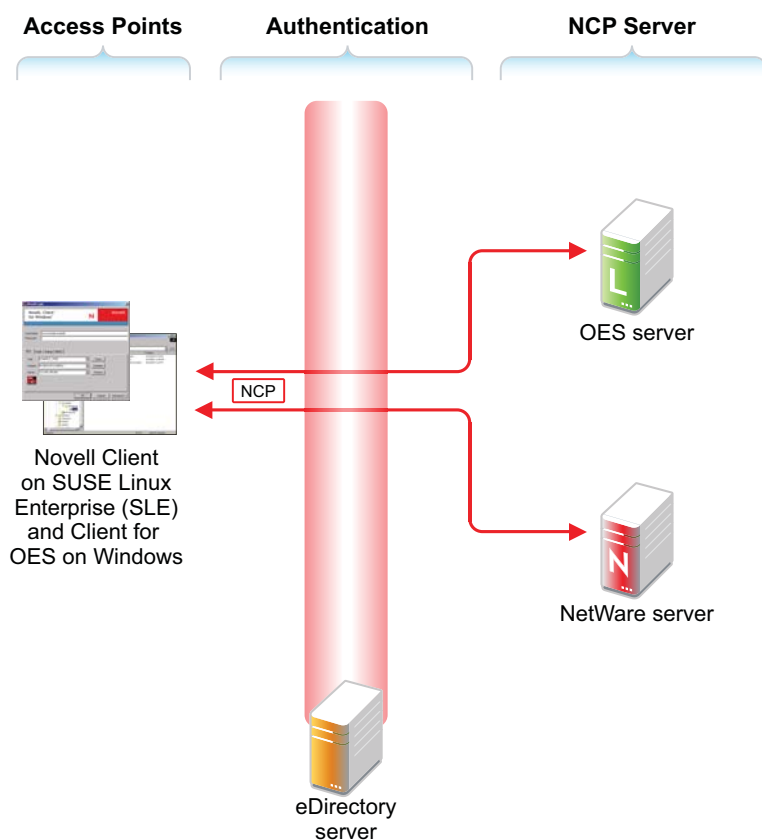 Access Points
Authentication
NCP Server
L
OES server
NCP
N
Novell Client
on SUSE Linux
Enterprise (SLE)
and Client for
OES on Windows
N
NetWare server
eDirectory
server